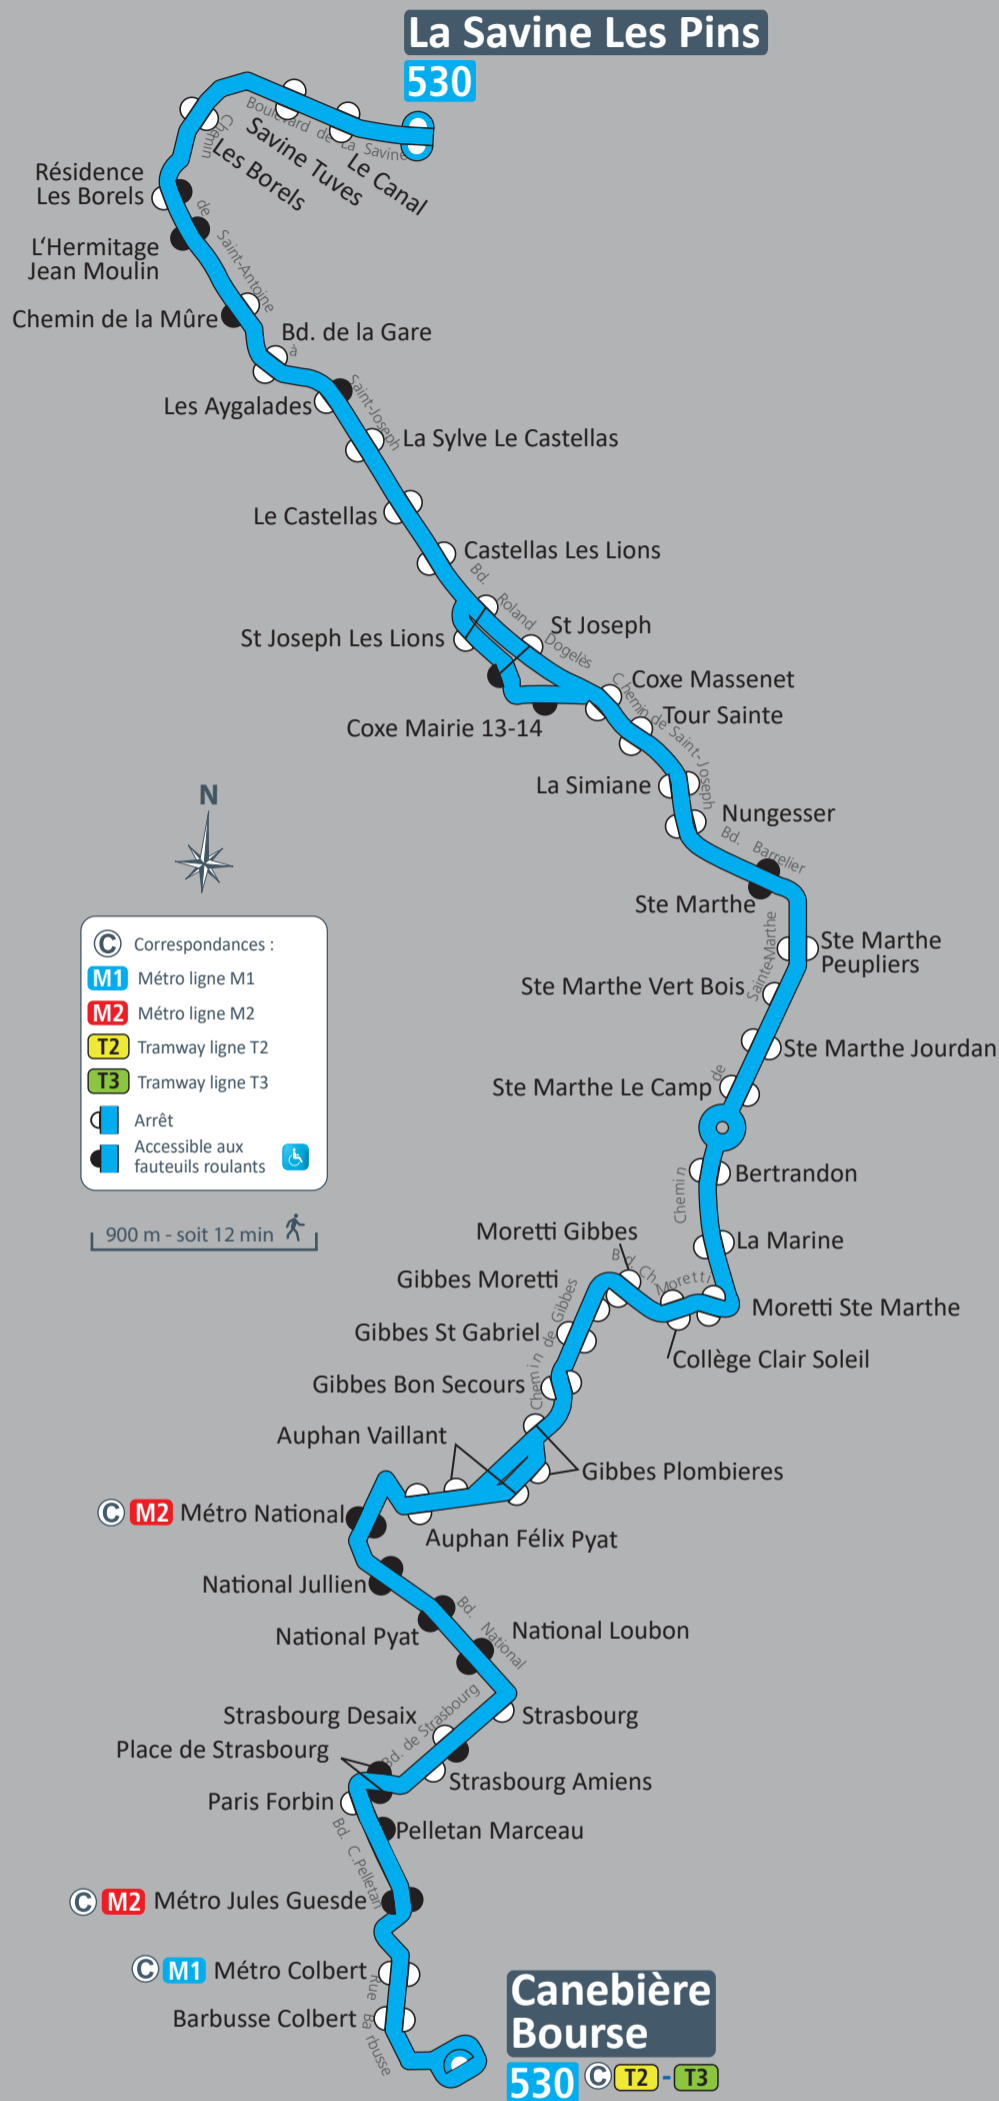 La Savine Les Pins
530
Boulevard de La Savine
Le Canal
Savine Tuves
Les Borels
Chemin
de
Saint-Antoine
à
Saint-Joseph
Résidence
Les Borels
L'Hermitage
Jean Moulin
Chemin de la Mûre
Bd. de la Gare
Les Aygalades
La Sylve Le Castellas
Le Castellas
Castellas Les Lions
Bd. Roland Dogelès
St Joseph Les Lions
St Joseph
Coxe Massenet
Coxe Mairie 13-14
Tour Sainte
Chemin de Saint-Joseph
La Simiane
Nungesser
Bd. Barrelier
Ste Marthe
Ste Marthe
Peupliers
Ste Marthe Vert Bois
Ste Marthe Jourdan
Ste Marthe Le Camp
Chemin
de
Sainte-Marthe
Bertrandon
La Marine
N
C Correspondances :
M1 Métro ligne M1
M2 Métro ligne M2
T2 Tramway ligne T2
T3 Tramway ligne T3
Arrêt
Accessible aux
fauteuils roulants
900 m - soit 12 min
Moretti Gibbes
Bd. Ch. Moretti
Moretti Ste Marthe
Collège Clair Soleil
Gibbes Moretti
Gibbes St Gabriel
Chemin de Gibbes
Gibbes Bon Secours
Auphan Vaillant
Gibbes Plombieres
Auphan Félix Pyat
C M2 Métro National
National Jullien
National Pyat
Bd. National
National Loubon
Strasbourg Desaix
Bd. de Strasbourg
Strasbourg
Place de Strasbourg
Strasbourg Amiens
Paris Forbin
Pelletan Marceau
Bd. C.Pelletan
C M2 Métro Jules Guesde
C M1 Métro Colbert
Barbusse Colbert
Rue Barbusse
Canebière
Bourse
530 C T2 - T3